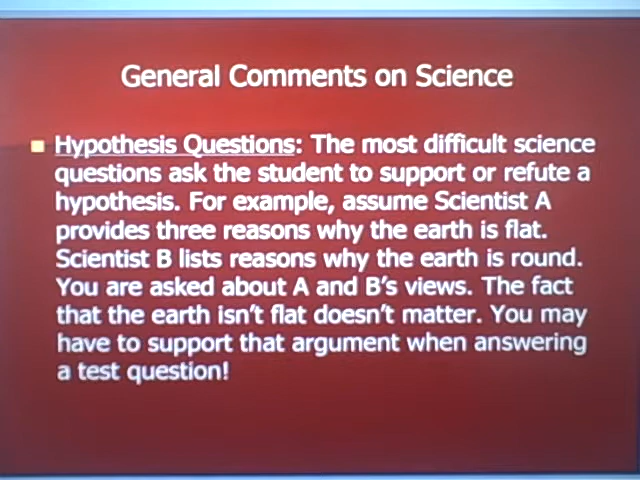 General Comments on Science
Hypothesis Questions: The most difficult science
questions ask the student to support or refute a
hypothesis. For example, assume Scientist A
provides three reasons why the earth is flat.
Scientist B lists reasons why the earth is round.
You are asked about A and B’s views. The fact
that the earth isn’t flat doesn’t matter. You may
have to support that argument when answering
a test question!